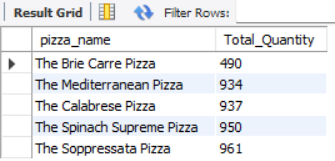 Result Grid Filter Rows:
pizza_name Total_Quantity
The Brie Carre Pizza 490
The Mediterranean Pizza 934
The Calabrese Pizza 937
The Spinach Supreme Pizza 950
The Soppressata Pizza 961